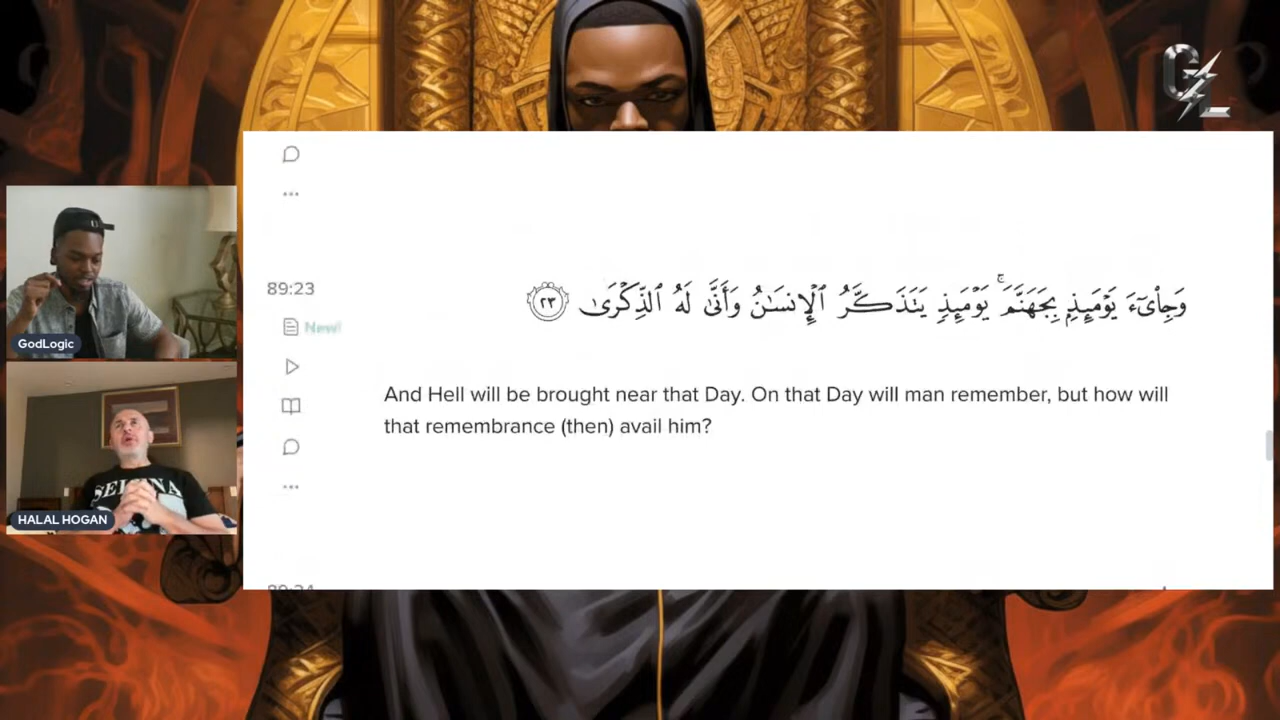 GL
89:23
New!
وَجِا۟ىٓءَ يَوْمَئِذٍۭ بِجَهَنَّمَ ۚ يَوْمَئِذٍ يَتَذَكَّرُ ٱلْإِنسَـٰنُ وَأَنَّىٰ لَهُ ٱلذِّكْرَىٰ ٢٣
And Hell will be brought near that Day. On that Day will man remember, but how will
that remembrance (then) avail him?
GodLogic
HALAL HOGAN